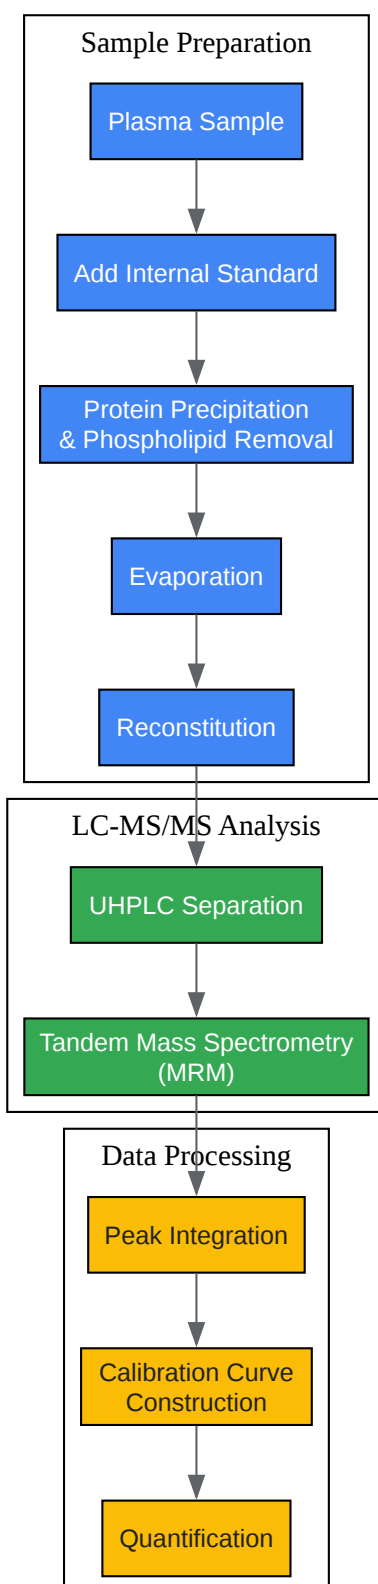 Sample Preparation
Plasma Sample
Add Internal Standard
Protein Precipitation
& Phospholipid Removal
Evaporation
Reconstitution
LC-MS/MS Analysis
UHPLC Separation
Tandem Mass Spectrometry
(MRM)
Data Processing
Peak Integration
Calibration Curve
Construction
Quantification